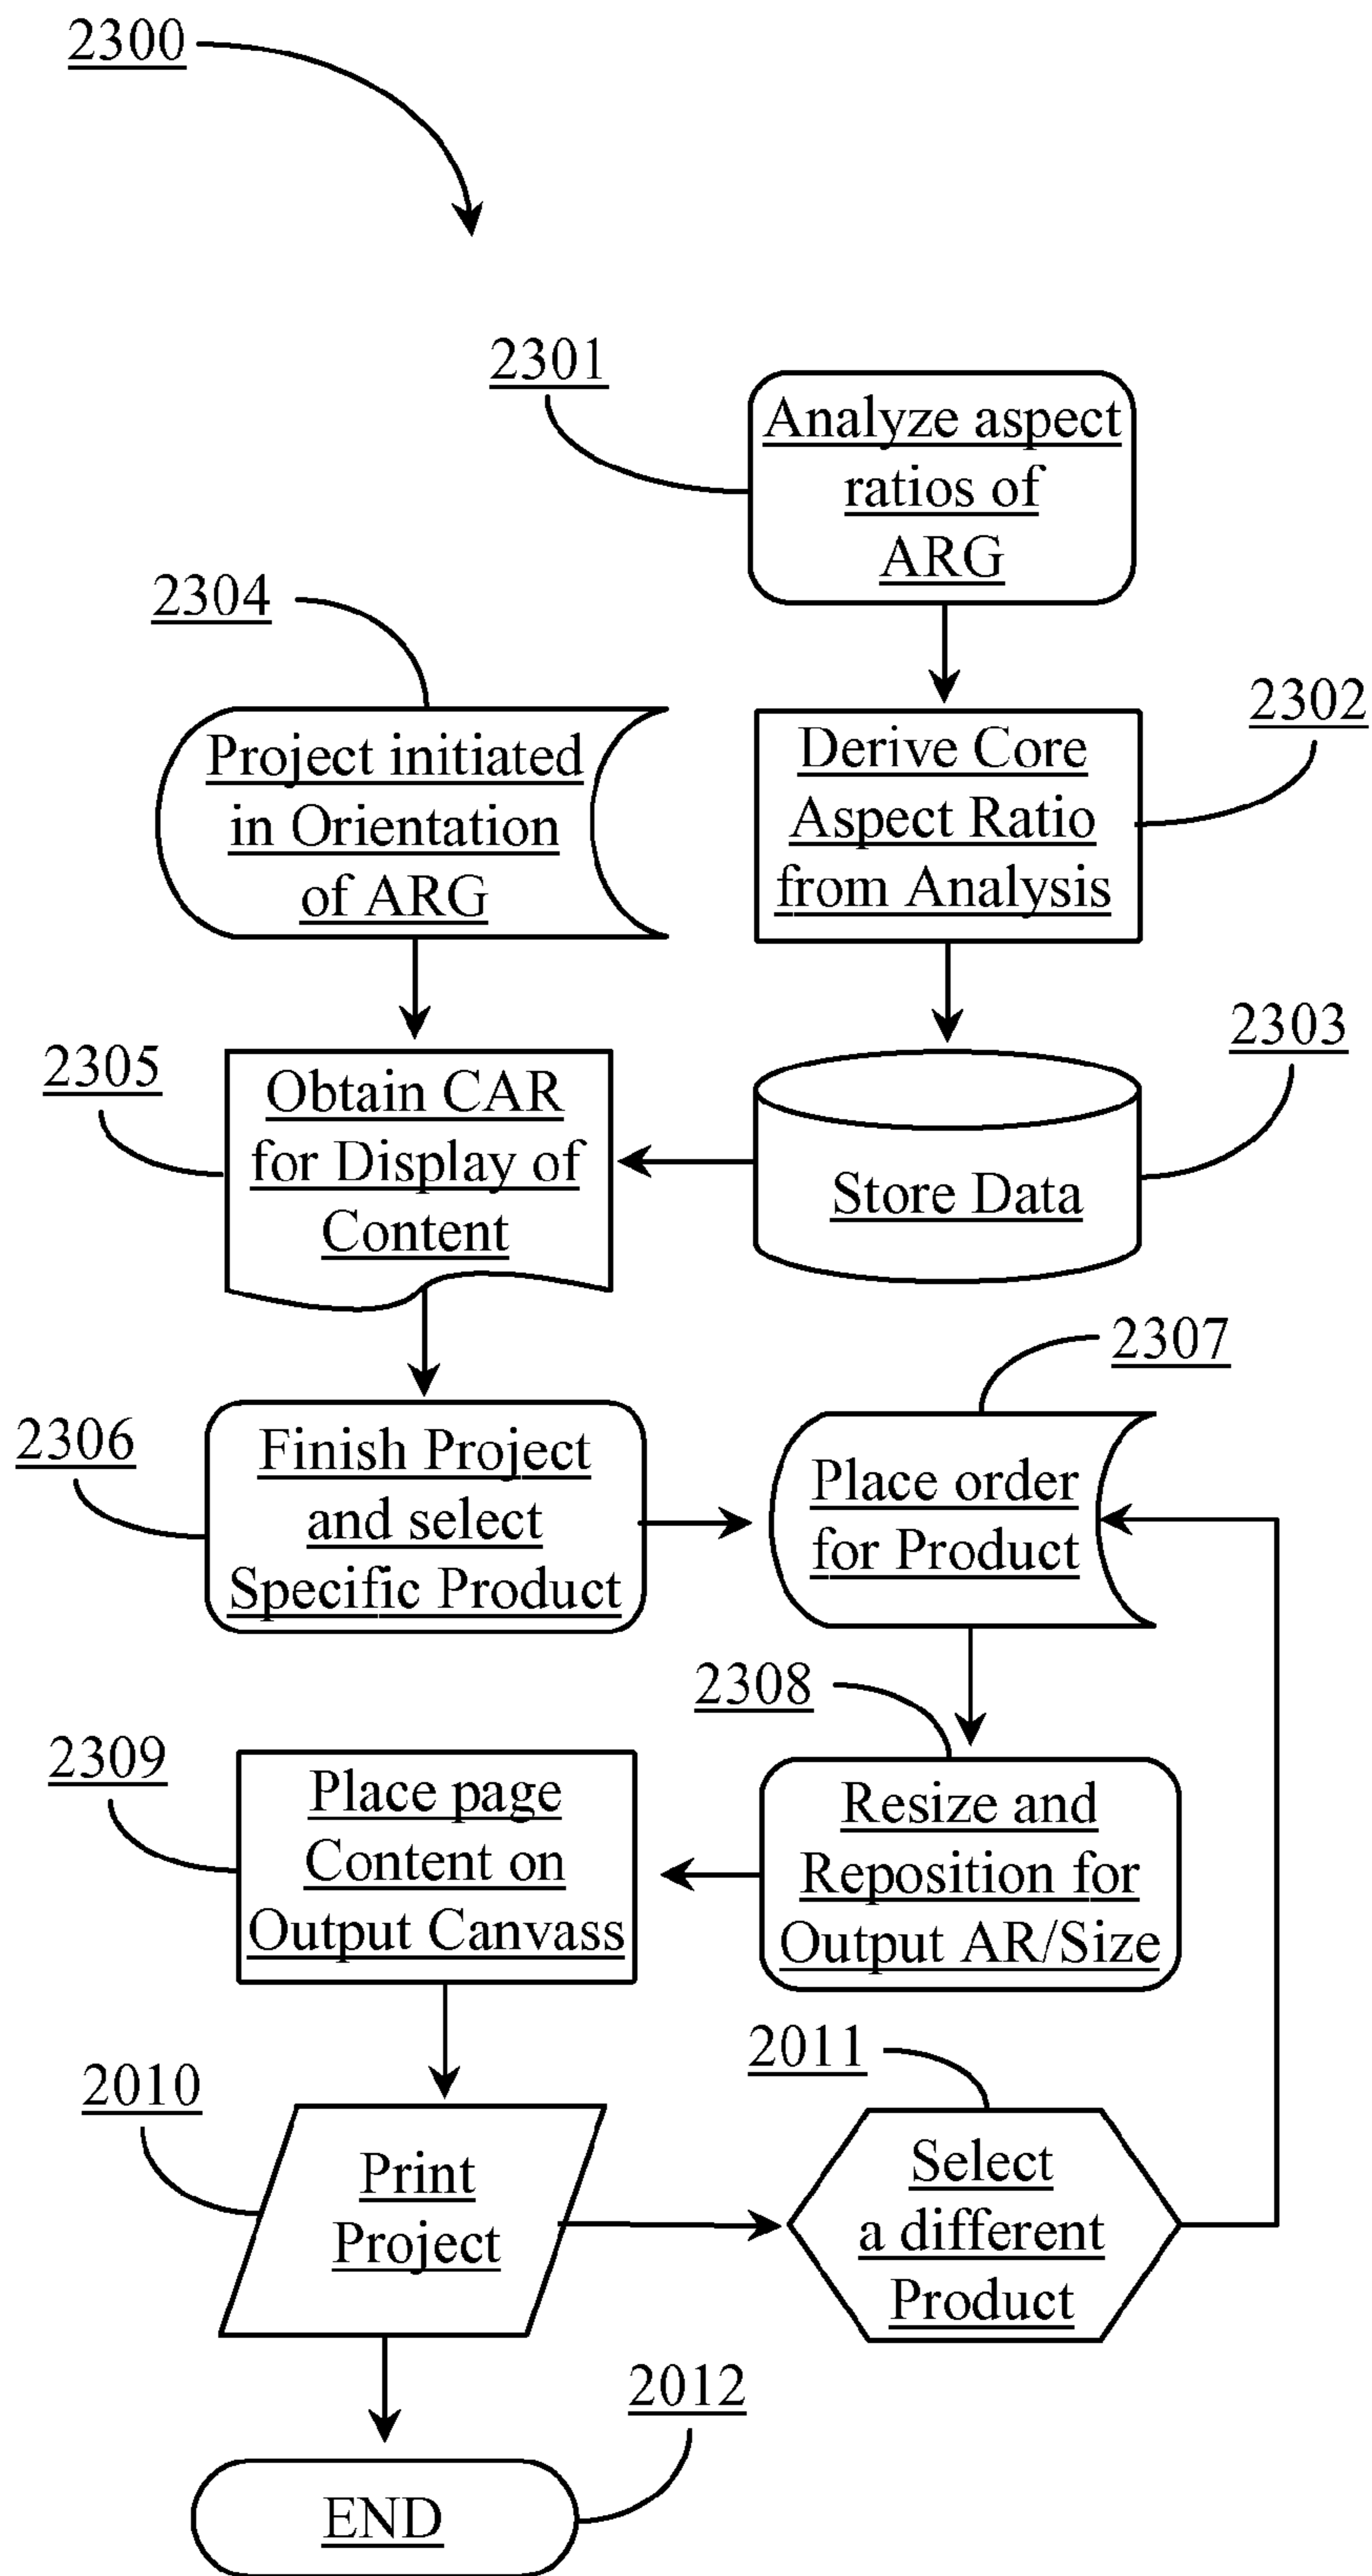 2300
2301
Analyze aspect
ratios of
ARG
2304
Project initiated
in Orientation
of ARG
2302
Derive Core
Aspect Ratio
from Analysis
2305
Obtain CAR
for Display of
Content
2303
Store Data
2306
Finish Project
and select
Specific Product
2307
Place order
for Product
2308
Resize and
Reposition for
Output AR/Size
2309
Place page
Content on
Output Canvass
2010
Print
Project
2011
Select
a different
Product
2012
END